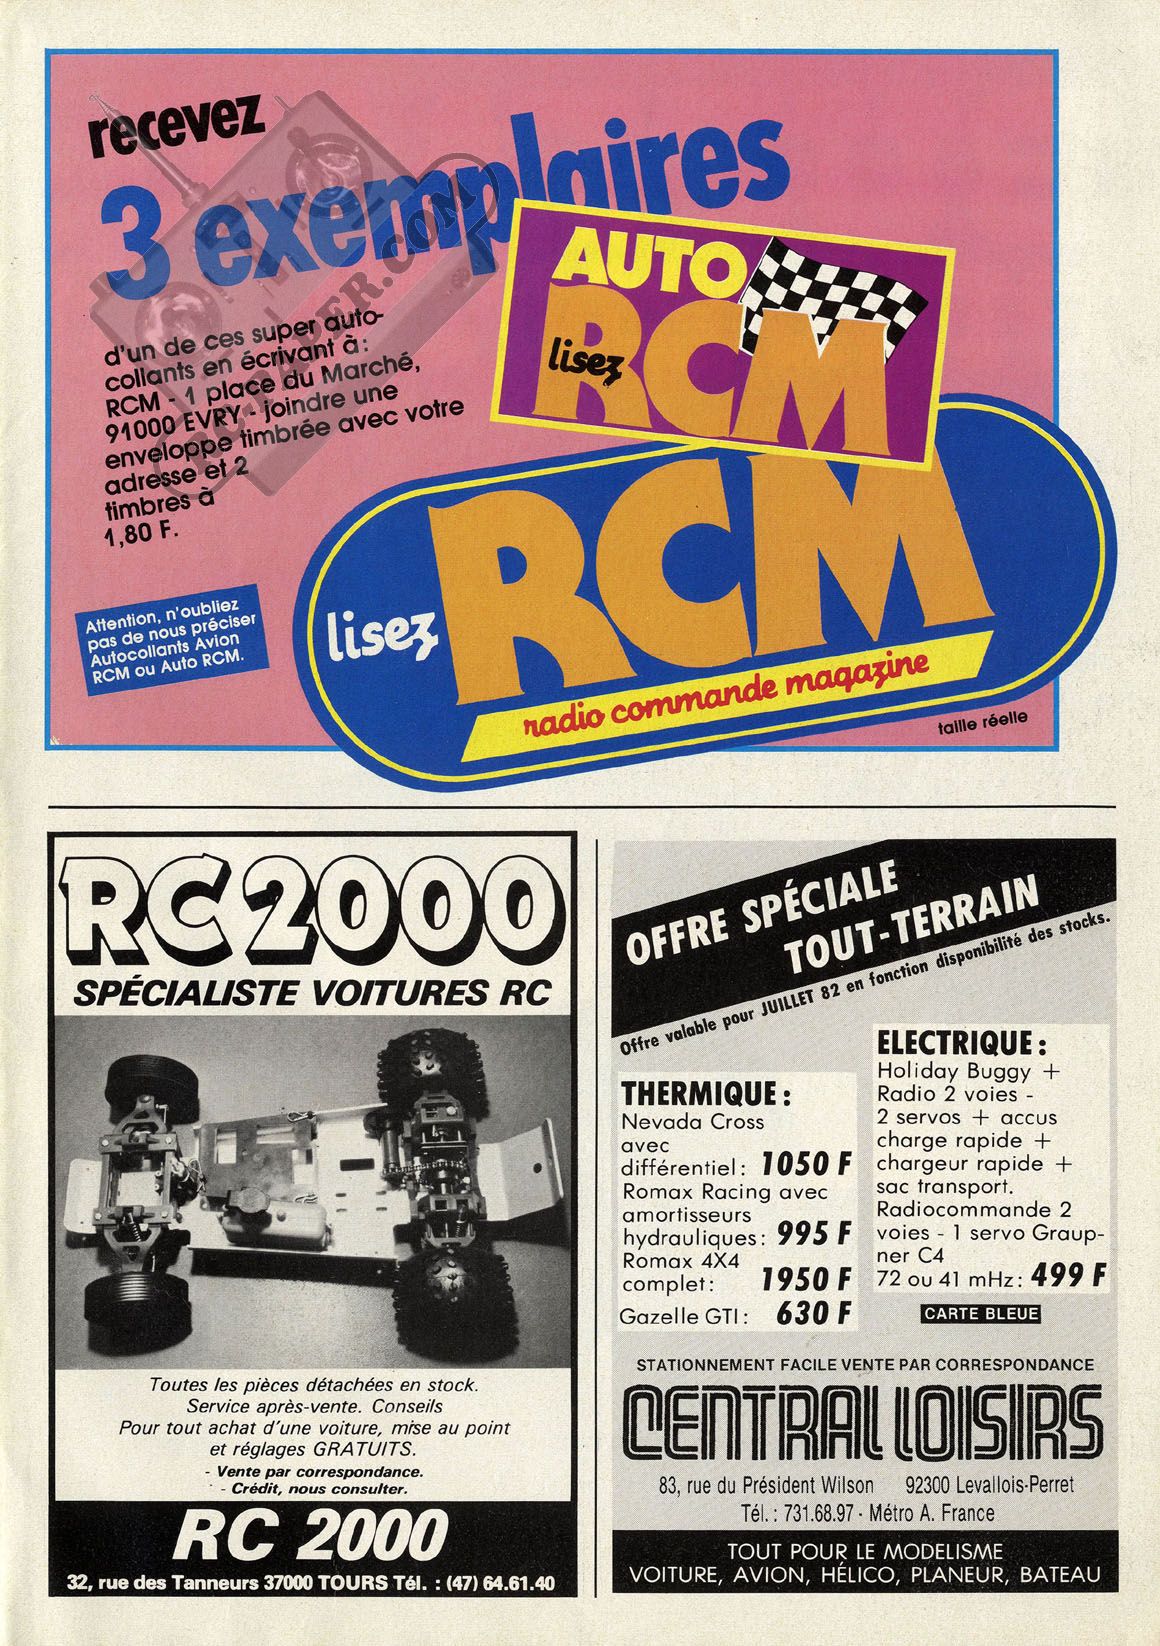 recevez
3 exemplaires
d'un de ces super auto-
collants en écrivant à:
RCM - 1 place du Marché,
91000 EVRY - joindre une
enveloppe timbrée avec votre
adresse et 2
timbres à
1,80 F.
AUTO
lisez
RCM
lisez
RCM
radio commande magazine
taille réelle
Attention, n'oubliez
pas de nous préciser
Autocollants Avion
RCM ou Auto RCM.
RC 2000
SPÉCIALISTE VOITURES RC
Toutes les pièces détachées en stock.
Service après-vente. Conseils
Pour tout achat d'une voiture, mise au point
et réglages GRATUITS.
- Vente par correspondance.
- Crédit, nous consulter.
RC 2000
32, rue des Tanneurs 37000 TOURS Tél. : (47) 64.61.40
OFFRE SPÉCIALE
TOUT-TERRAIN
Offre valable pour JUILLET 82 en fonction disponibilité des stocks.
THERMIQUE :
Nevada Cross
avec
différentiel : 1050 F
Romax Racing avec
amortisseurs
hydrauliques : 995 F
Romax 4X4
complet : 1950 F
Gazelle GTI : 630 F
ELECTRIQUE :
Holiday Buggy +
Radio 2 voies -
2 servos + accus
charge rapide +
chargeur rapide +
sac transport.
Radiocommande 2
voies - 1 servo Graup-
ner C4
72 ou 41 mHz : 499 F
CARTE BLEUE
STATIONNEMENT FACILE VENTE PAR CORRESPONDANCE
CENTRAL LOISIRS
83, rue du Président Wilson 92300 Levallois-Perret
Tél. : 731.68.97 - Métro A. France
TOUT POUR LE MODELISME
VOITURE, AVION, HÉLICO, PLANEUR, BATEAU